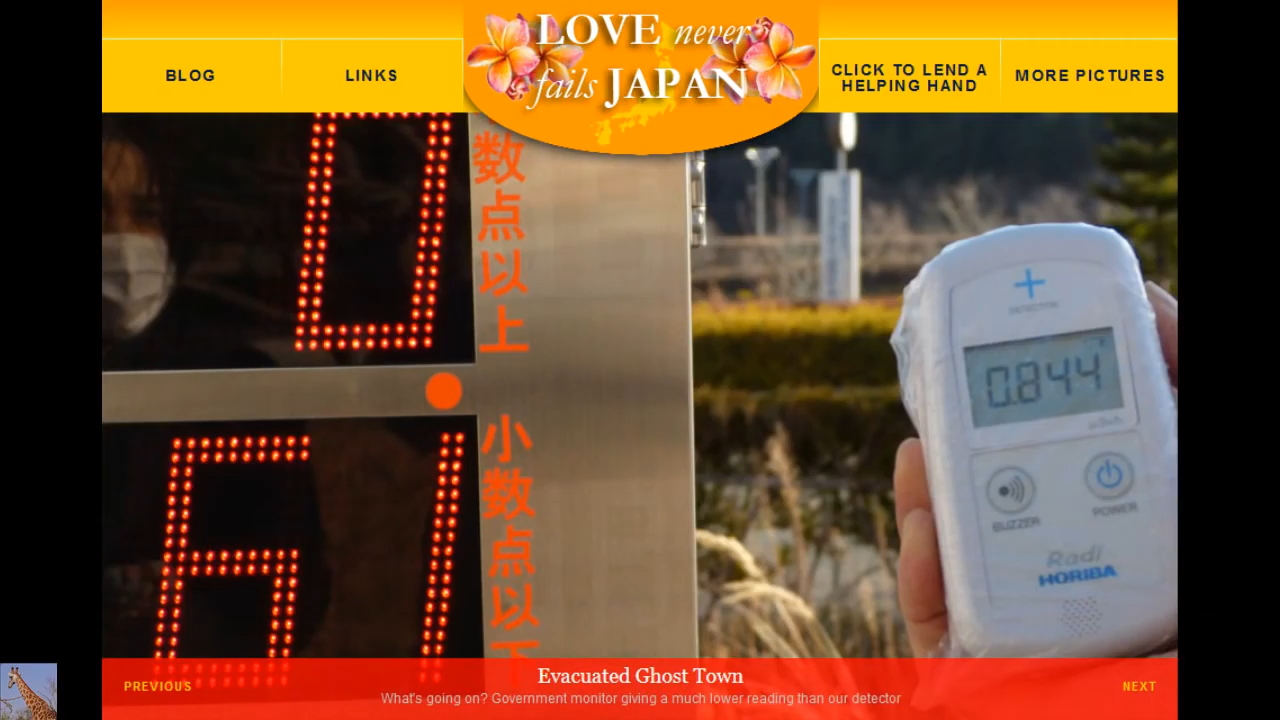 LOVE never
fails JAPAN
BLOG
LINKS
CLICK TO LEND A
HELPING HAND
MORE PICTURES
0
数点以上
61
小数点以下
DETECTOR
0.844
BUZZER
POWER
Radi
HORIBA
PREVIOUS
Evacuated Ghost Town
What's going on? Government monitor giving a much lower reading than our detector
NEXT